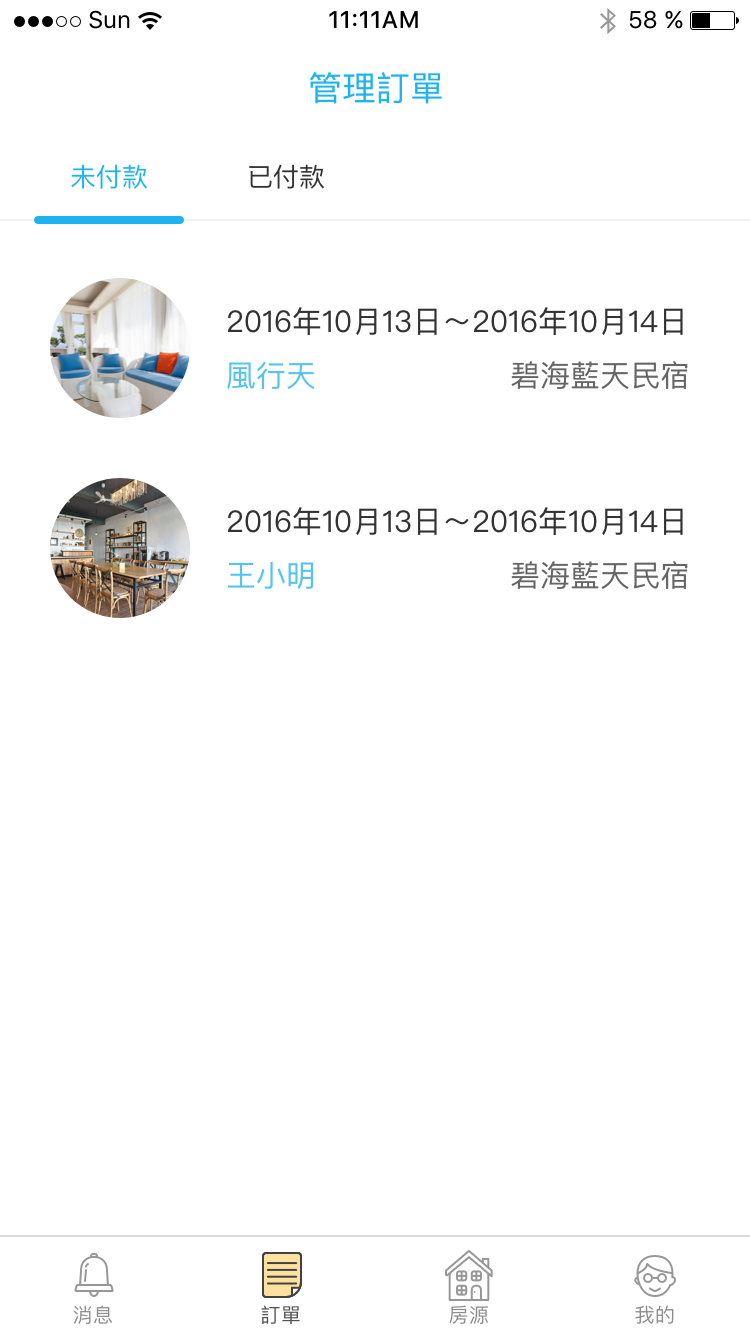 Sun 11:11AM 58 %
管理訂單
未付款 已付款
2016年10月13日～2016年10月14日
風行天 碧海藍天民宿
2016年10月13日～2016年10月14日
王小明 碧海藍天民宿
消息 訂單 房源 我的